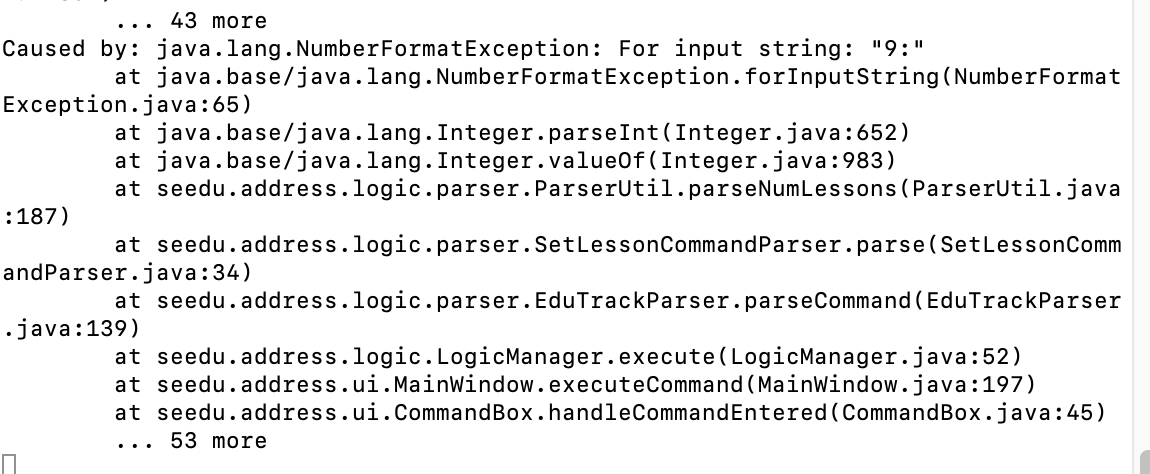 ... 43 more
Caused by: java.lang.NumberFormatException: For input string: "9:"
at java.base/java.lang.NumberFormatException.forInputString(NumberFormat
Exception.java:65)
at java.base/java.lang.Integer.parseInt(Integer.java:652)
at java.base/java.lang.Integer.valueOf(Integer.java:983)
at seedu.address.logic.parser.ParserUtil.parseNumLessons(ParserUtil.java
:187)
at seedu.address.logic.parser.SetLessonCommandParser.parse(SetLessonComm
andParser.java:34)
at seedu.address.logic.parser.EduTrackParser.parseCommand(EduTrackParser
.java:139)
at seedu.address.logic.LogicManager.execute(LogicManager.java:52)
at seedu.address.ui.MainWindow.executeCommand(MainWindow.java:197)
at seedu.address.ui.CommandBox.handleCommandEntered(CommandBox.java:45)
... 53 more